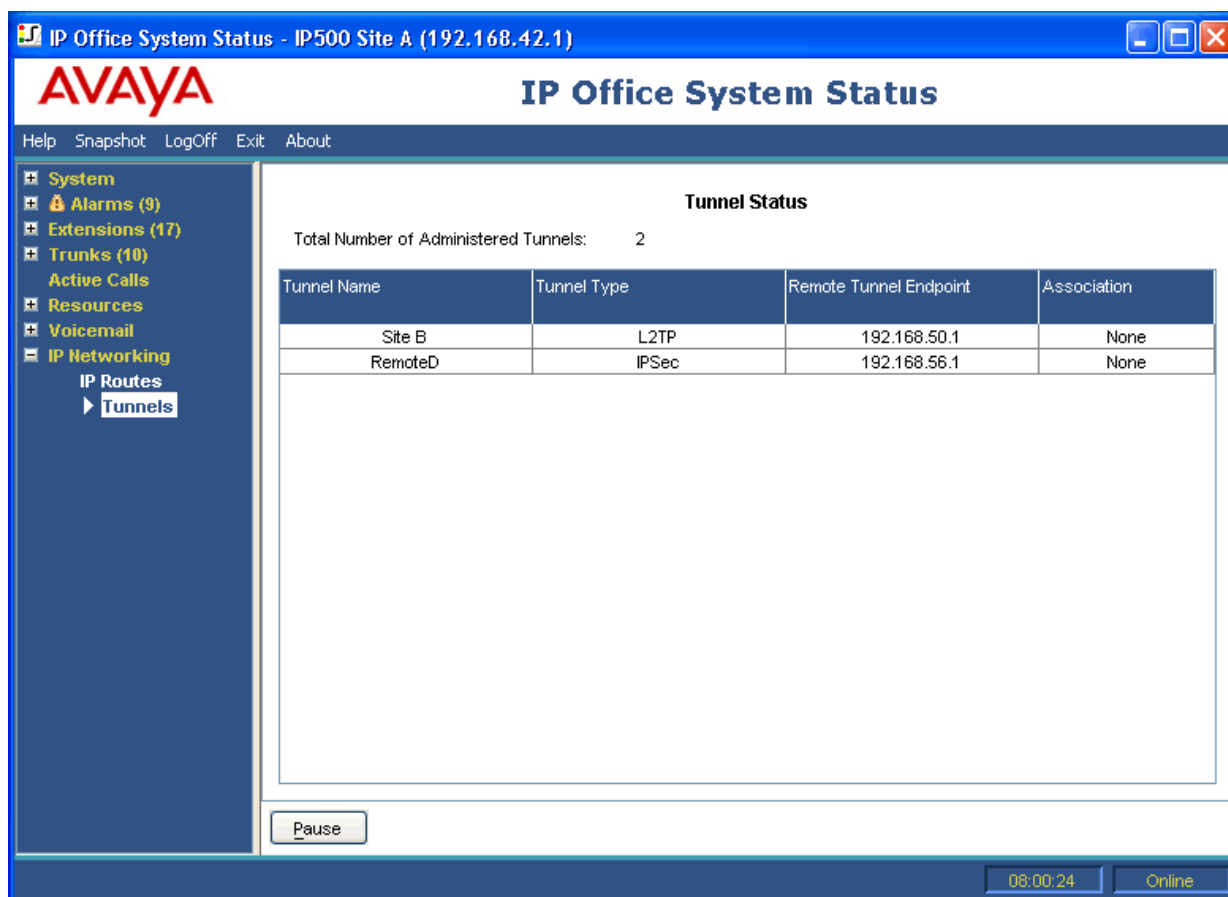 IP Office System Status - IP500 Site A (192.168.42.1)
AVAYA
IP Office System Status
Help Snapshot LogOff Exit About
System
Alarms (9)
Extensions (17)
Trunks (10)
Active Calls
Resources
Voicemail
IP Networking
IP Routes
Tunnels
Tunnel Status
Total Number of Administered Tunnels: 2
Tunnel Name Tunnel Type Remote Tunnel Endpoint Association
Site B L2TP 192.168.50.1 None
RemoteD IPSec 192.168.56.1 None
Pause
08:00:24 Online